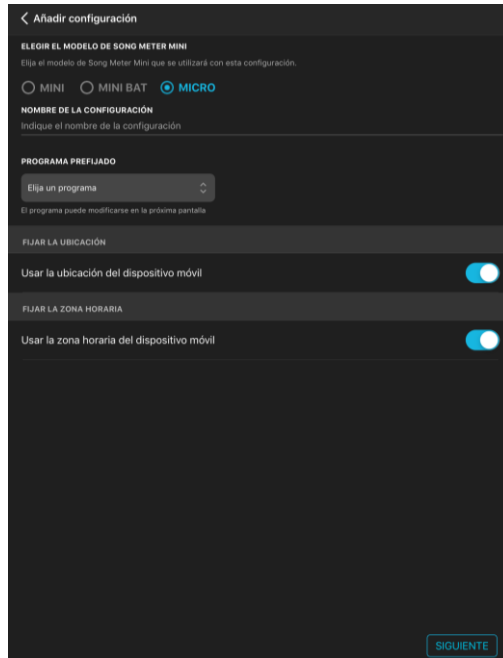 Añadir configuración
ELEGIR EL MODELO DE SONG METER MINI
Elija el modelo de Song Meter Mini que se utilizará con esta configuración.
MINI MINI BAT MICRO
NOMBRE DE LA CONFIGURACIÓN
Indique el nombre de la configuración
PROGRAMA PREFIJADO
Elija un programa
El programa puede modificarse en la próxima pantalla
FIJAR LA UBICACIÓN
Usar la ubicación del dispositivo móvil
FIJAR LA ZONA HORARIA
Usar la zona horaria del dispositivo móvil
SIGUIENTE